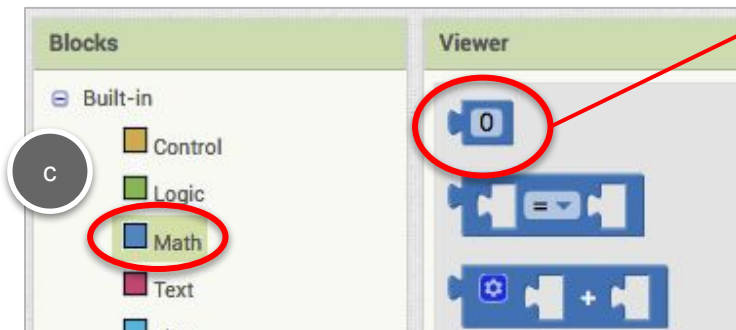 Blocks
Viewer
Built-in
Control
C
Logic
Math
Text
0
=
+